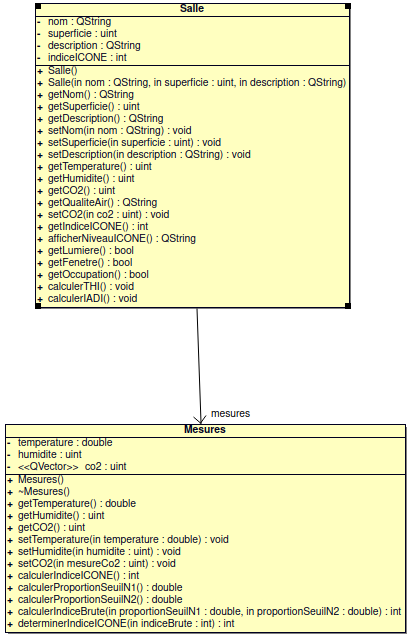 Salle
- nom : QString
- superficie : uint
- description : QString
- indiceICONE : int
+ Salle()
+ Salle(in nom : QString, in superficie : uint, in description : QString)
+ getNom() : QString
+ getSuperficie() : uint
+ getDescription() : QString
+ setNom(in nom : QString) : void
+ setSuperficie(in superficie : uint) : void
+ setDescription(in description : QString) : void
+ getTemperature() : uint
+ getHumidite() : uint
+ getCO2() : uint
+ getQualiteAir() : QString
+ setCO2(in co2 : uint) : void
+ getIndiceICONE() : int
+ afficherNiveauICONE() : QString
+ getLumiere() : bool
+ getFenetre() : bool
+ getOccupation() : bool
+ calculerTHI() : void
+ calculerIADI() : void
mesures
Mesures
- temperature : double
- humidite : uint
- <<QVector>> co2 : uint
+ Mesures()
+ ~Mesures()
+ getTemperature() : double
+ getHumidite() : uint
+ getCO2() : uint
+ setTemperature(in temperature : double) : void
+ setHumidite(in humidite : uint) : void
+ setCO2(in mesureCo2 : uint) : void
+ calculerIndiceICONE() : int
+ calculerProportionSeuilN1() : double
+ calculerProportionSeuilN2() : double
+ calculerIndiceBrute(in proportionSeuilN1 : double, in proportionSeuilN2 : double) : int
+ determinerIndiceICONE(in indiceBrute : int) : int